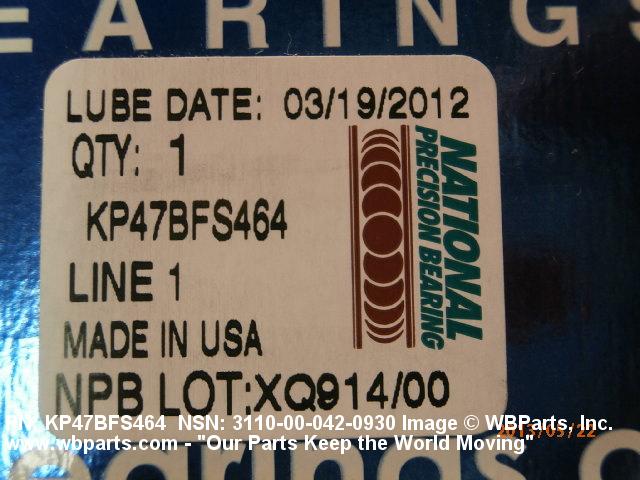 EARINGS
LUBE DATE: 03/19/2012
QTY: 1
KP47BFS464
LINE 1
MADE IN USA
NPB LOT:XQ914/00
NATIONAL
PRECISION BEARING
KP47BFS464 NSN: 3110-00-042-0930 Image © WBParts, Inc.
www.wbparts.com - "Our Parts Keep the World Moving"